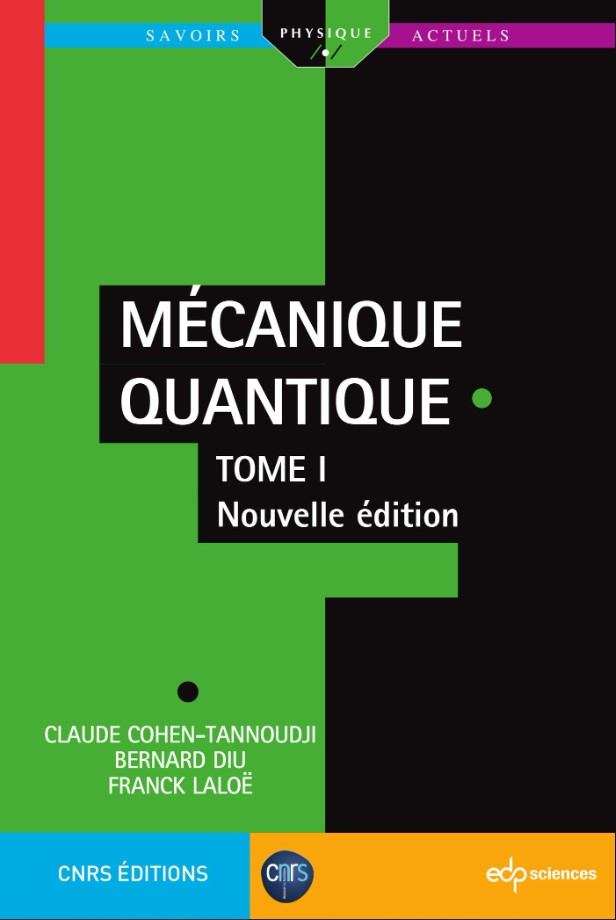 SAVOIRS PHYSIQUE ACTUELS
MÉCANIQUE
QUANTIQUE
TOME I
Nouvelle édition
CLAUDE COHEN-TANNOUDJI
BERNARD DIU
FRANCK LALOË
CNRS ÉDITIONS cnrs edp sciences